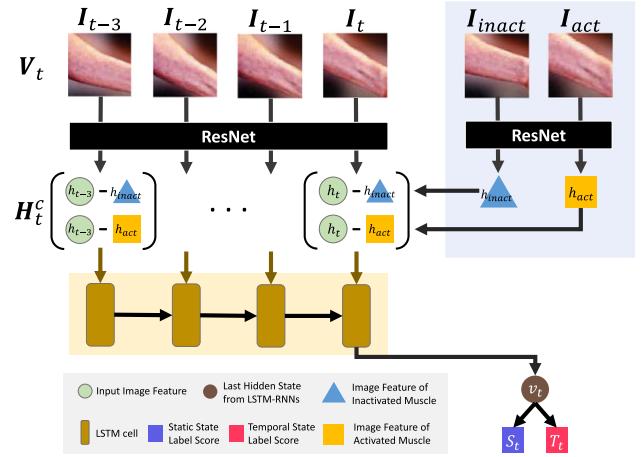 I_{t-3} I_{t-2} I_{t-1} I_t I_{inact} I_{act}
V_t
ResNet ResNet
h_{t-3} - h_{inact} h_t - h_{inact} h_{inact} h_{act}
H_t^c . . .
h_{t-3} - h_{act} h_t - h_{act}
Input Image Feature
Last Hidden State
from LSTM-RNNs
Image Feature of
Inactivated Muscle
LSTM cell
Static State
Label Score
Temporal State
Label Score
Image Feature of
Activated Muscle
v_t
S_t T_t